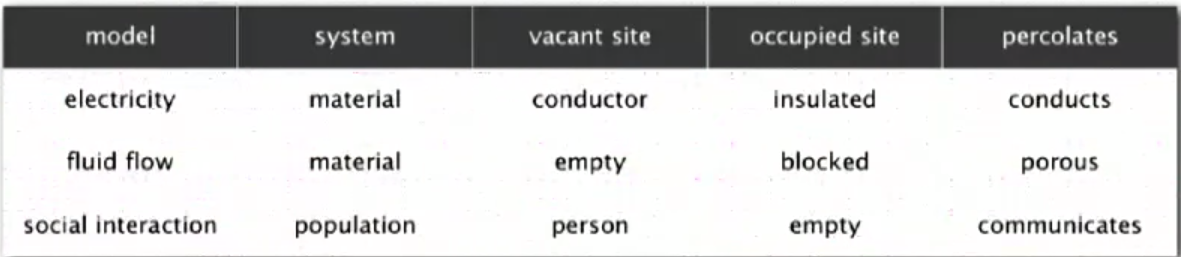 model system vacant site occupied site percolates
electricity material conductor insulated conducts
fluid flow material empty blocked porous
social interaction population person empty communicates